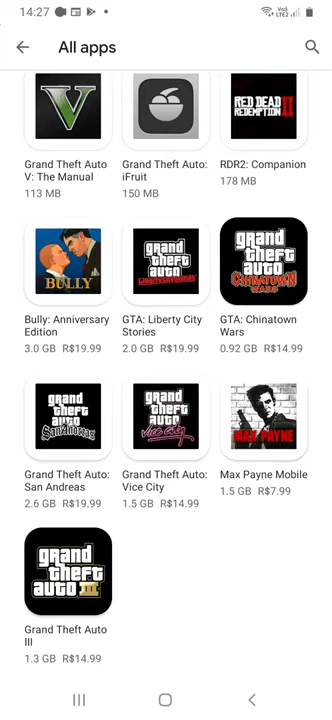 14:27
Vo))
LTE2
All apps
V
RED DEAD
REDEMPTION II
Grand Theft Auto
V: The Manual
113 MB
Grand Theft Auto:
iFruit
150 MB
RDR2: Companion
178 MB
BULLY
grand
theft
auto
Liberty City Stories
grand
theft
auto
CHINATOWN
WARS
Bully: Anniversary
Edition
3.0 GB R$19.99
GTA: Liberty City
Stories
2.0 GB R$19.99
GTA: Chinatown
Wars
0.92 GB R$14.99
grand
theft
auto
San Andreas
grand
theft
auto
Vice City
MAX PAYNE
Grand Theft Auto:
San Andreas
2.6 GB R$19.99
Grand Theft Auto:
Vice City
1.5 GB R$14.99
Max Payne Mobile
1.5 GB R$7.99
grand
theft
auto III
Grand Theft Auto
III
1.3 GB R$14.99